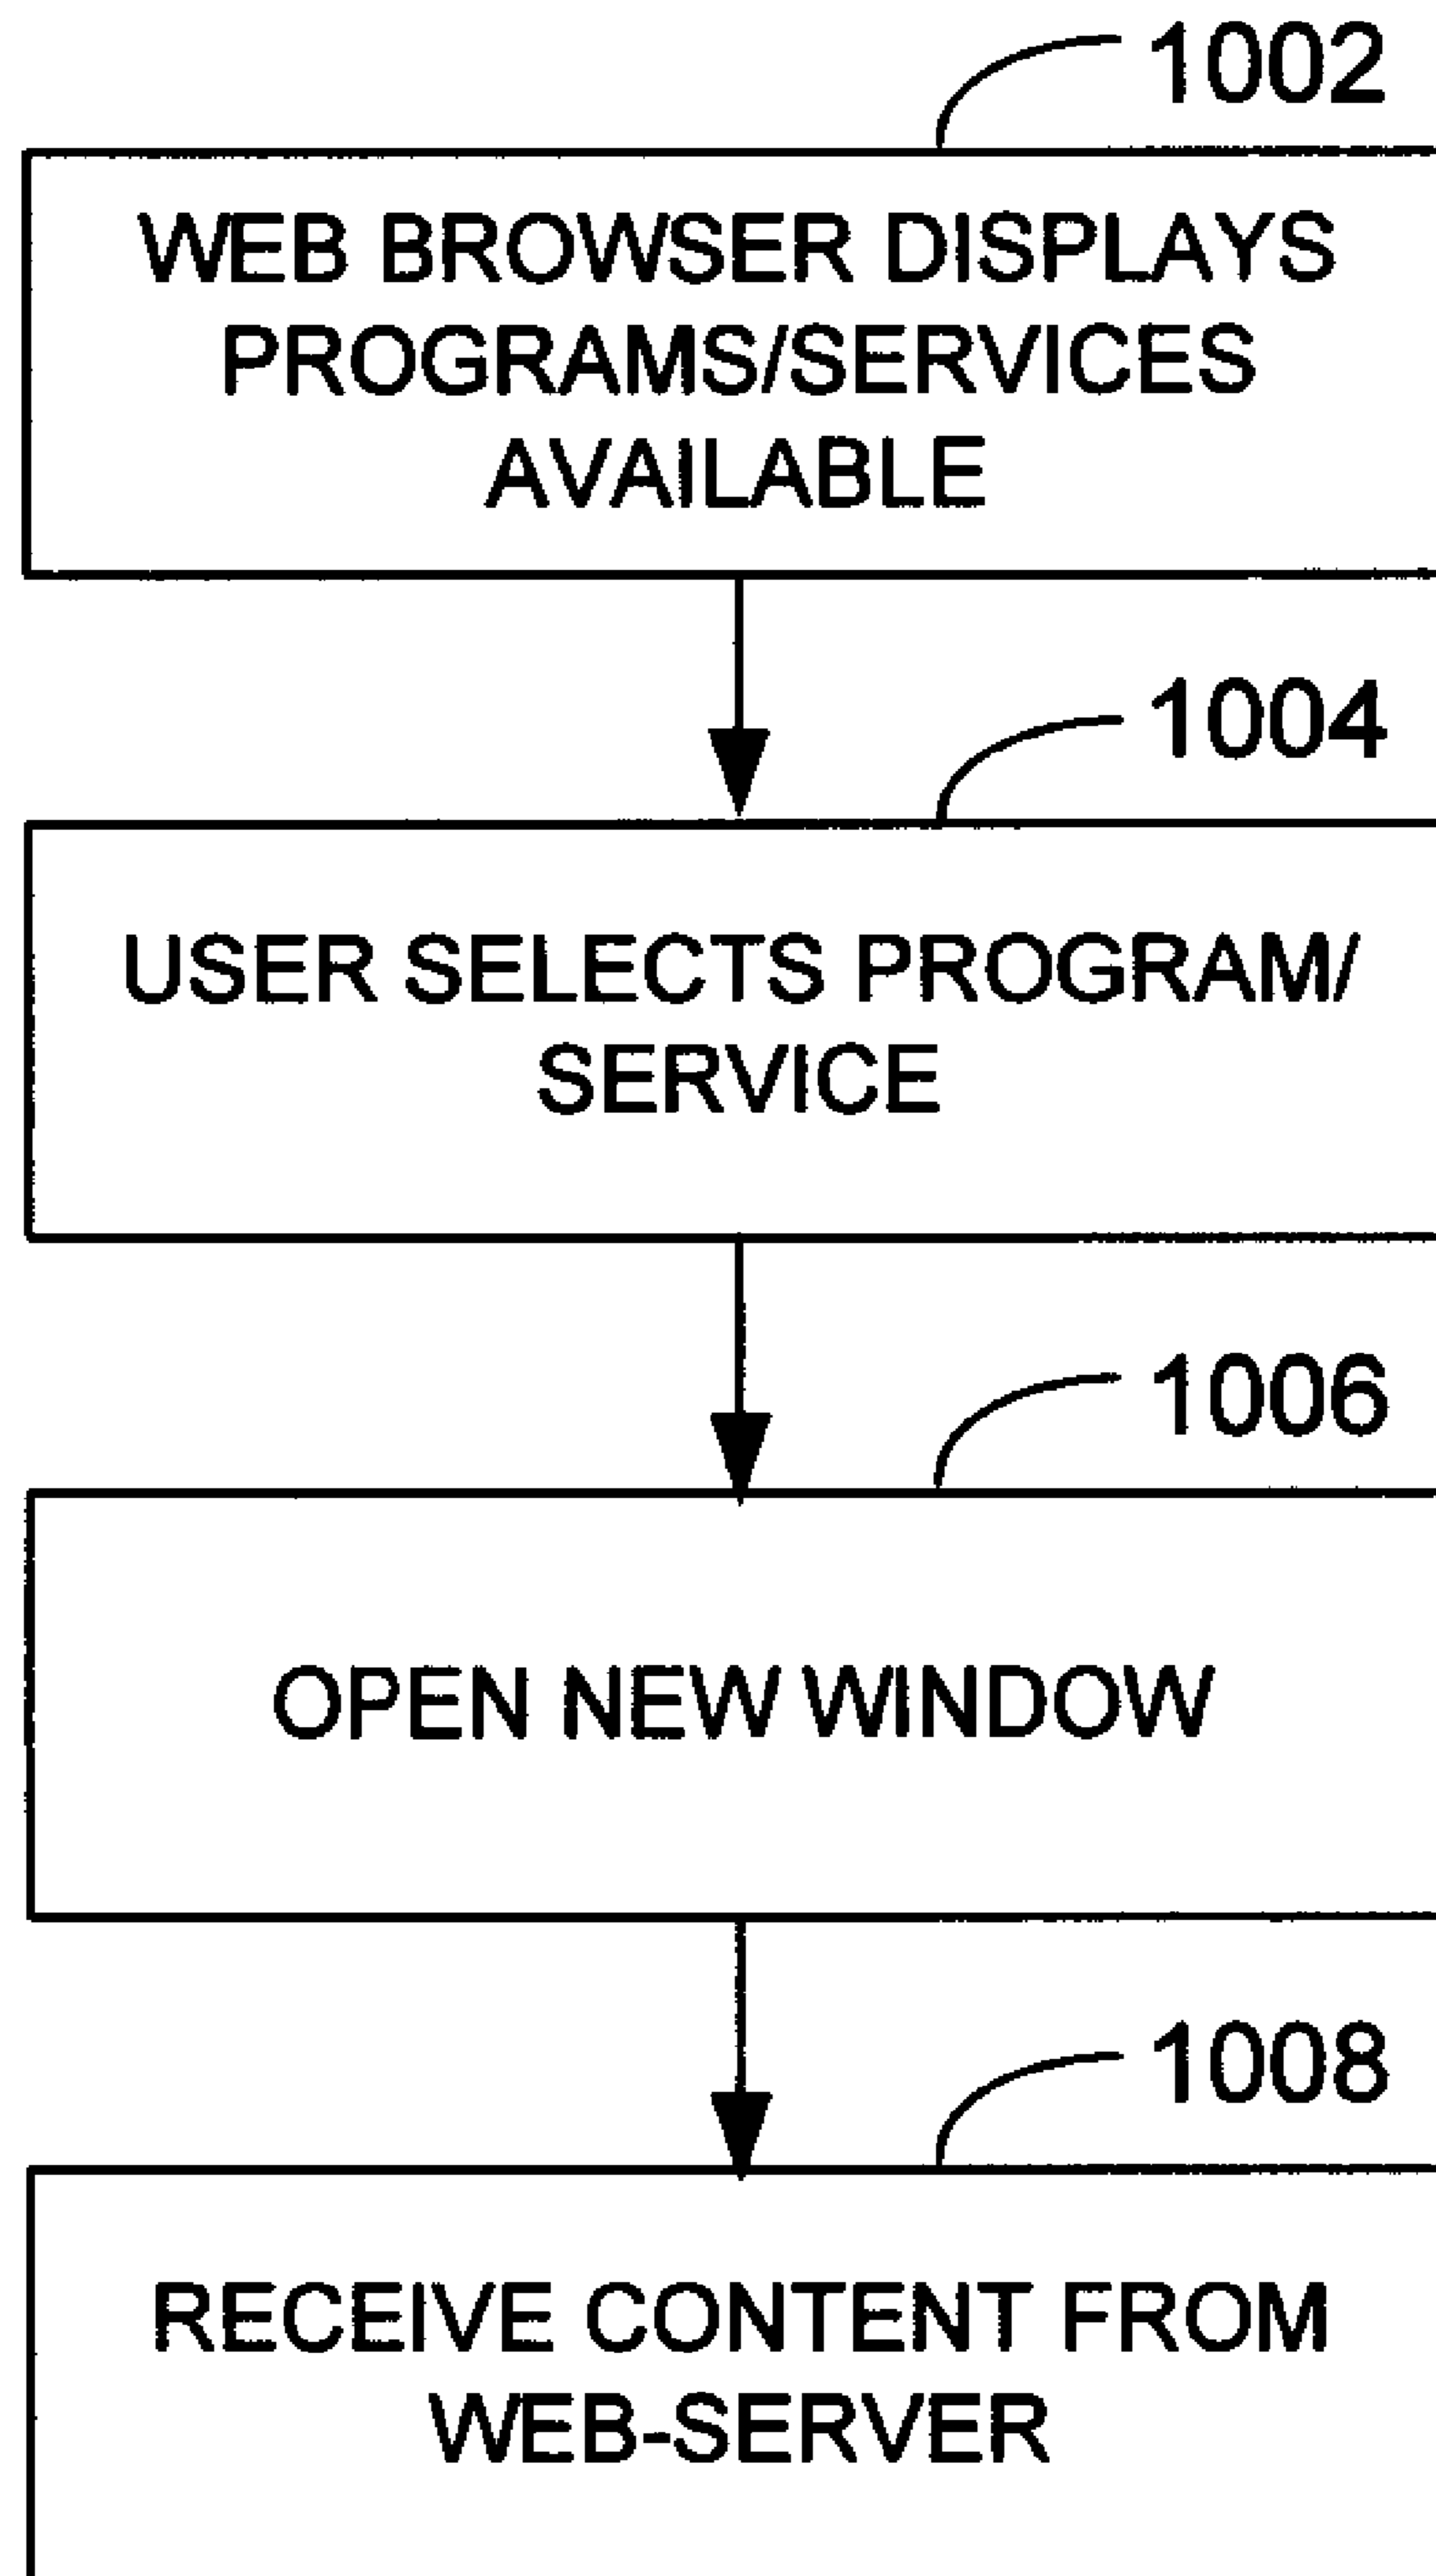 1002
WEB BROWSER DISPLAYS
PROGRAMS/SERVICES
AVAILABLE
1004
USER SELECTS PROGRAM/
SERVICE
1006
OPEN NEW WINDOW
1008
RECEIVE CONTENT FROM
WEB-SERVER